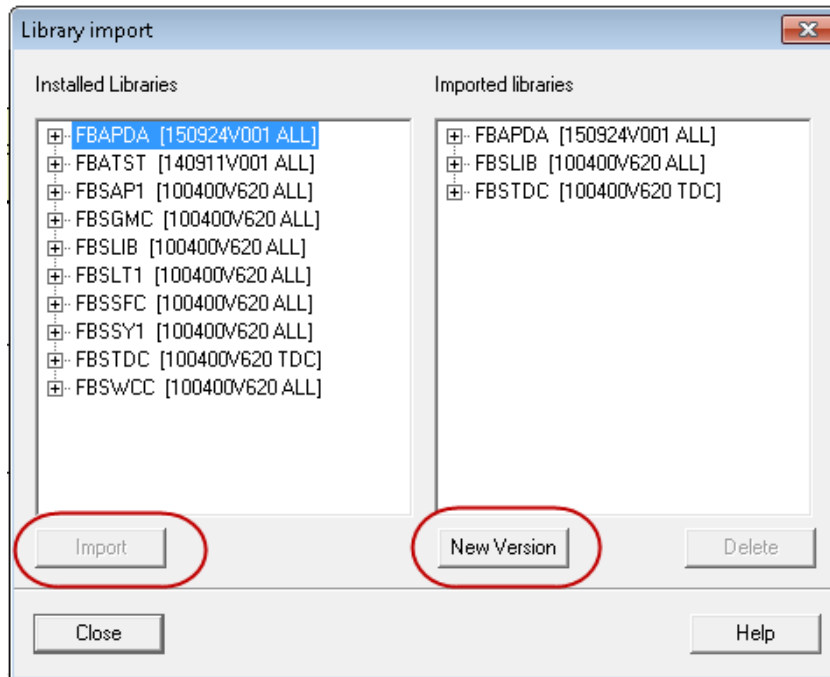 Library import
Installed Libraries
FBAPDA [150924V001 ALL]
FBATST [140911V001 ALL]
FBSAP1 [100400V620 ALL]
FBSGMC [100400V620 ALL]
FBSLIB [100400V620 ALL]
FBSLT1 [100400V620 ALL]
FBSSFC [100400V620 ALL]
FBSSY1 [100400V620 ALL]
FBSTDC [100400V620 TDC]
FBSWCC [100400V620 ALL]
Import
Imported libraries
FBAPDA [150924V001 ALL]
FBSLIB [100400V620 ALL]
FBSTDC [100400V620 TDC]
New Version
Delete
Close
Help